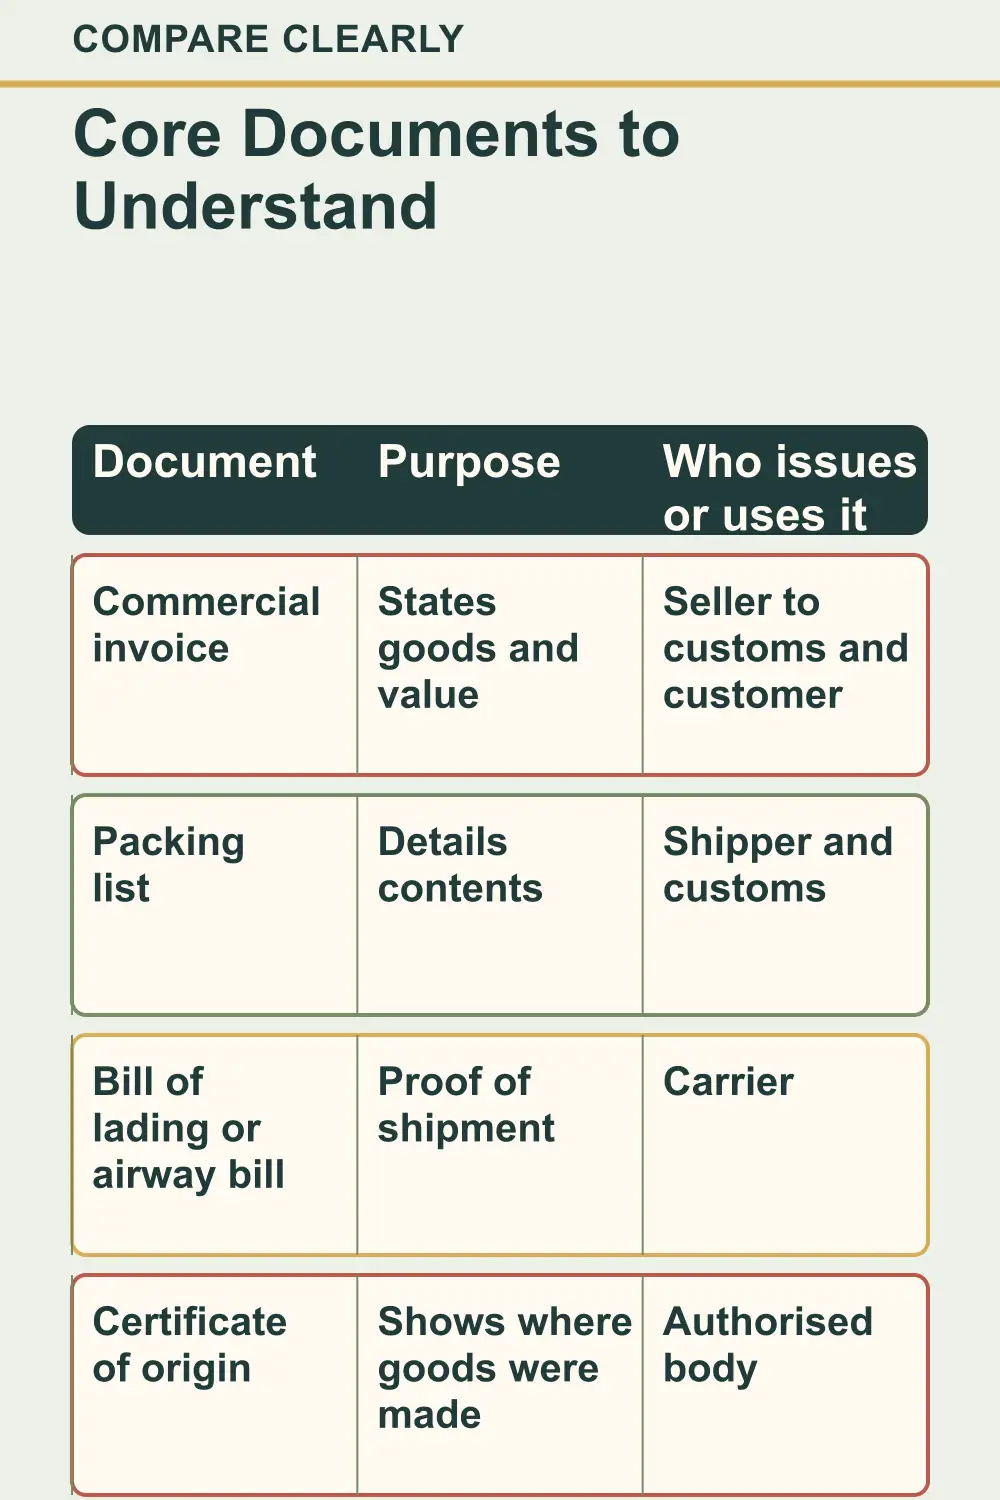 COMPARE CLEARLY
Core Documents to
Understand
Document
Purpose
Who issues
or uses it
Commercial
invoice
States
goods and
value
Seller to
customs and
customer
Packing
list
Details
contents
Shipper and
customs
Bill of
lading or
airway bill
Proof of
shipment
Carrier
Certificate
of origin
Shows where
goods were
made
Authorised
body